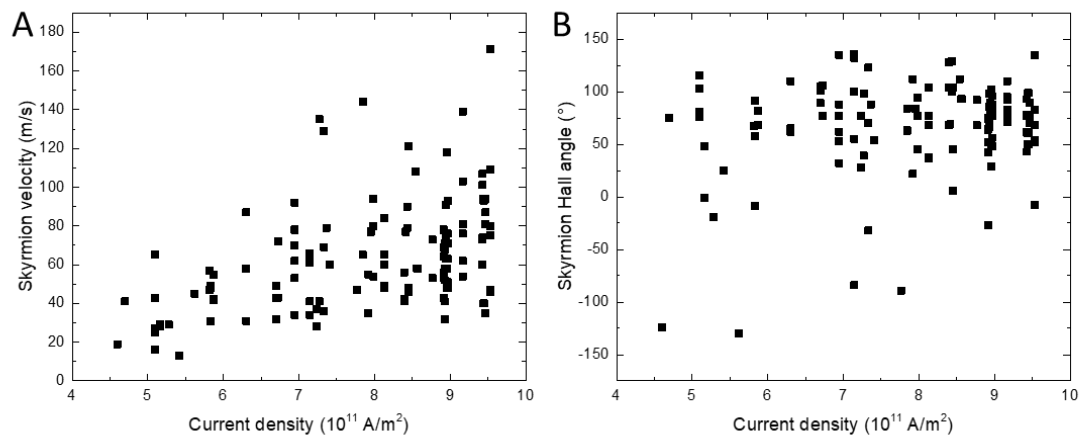 A
180
160
140
120
100
80
60
40
20
0
Skyrmion velocity (m/s)
4 5 6 7 8 9 10
Current density (10¹¹ A/m²)
B
150
100
50
0
-50
-100
-150
Skyrmion Hall angle (°)
4 5 6 7 8 9 10
Current density (10¹¹ A/m²)